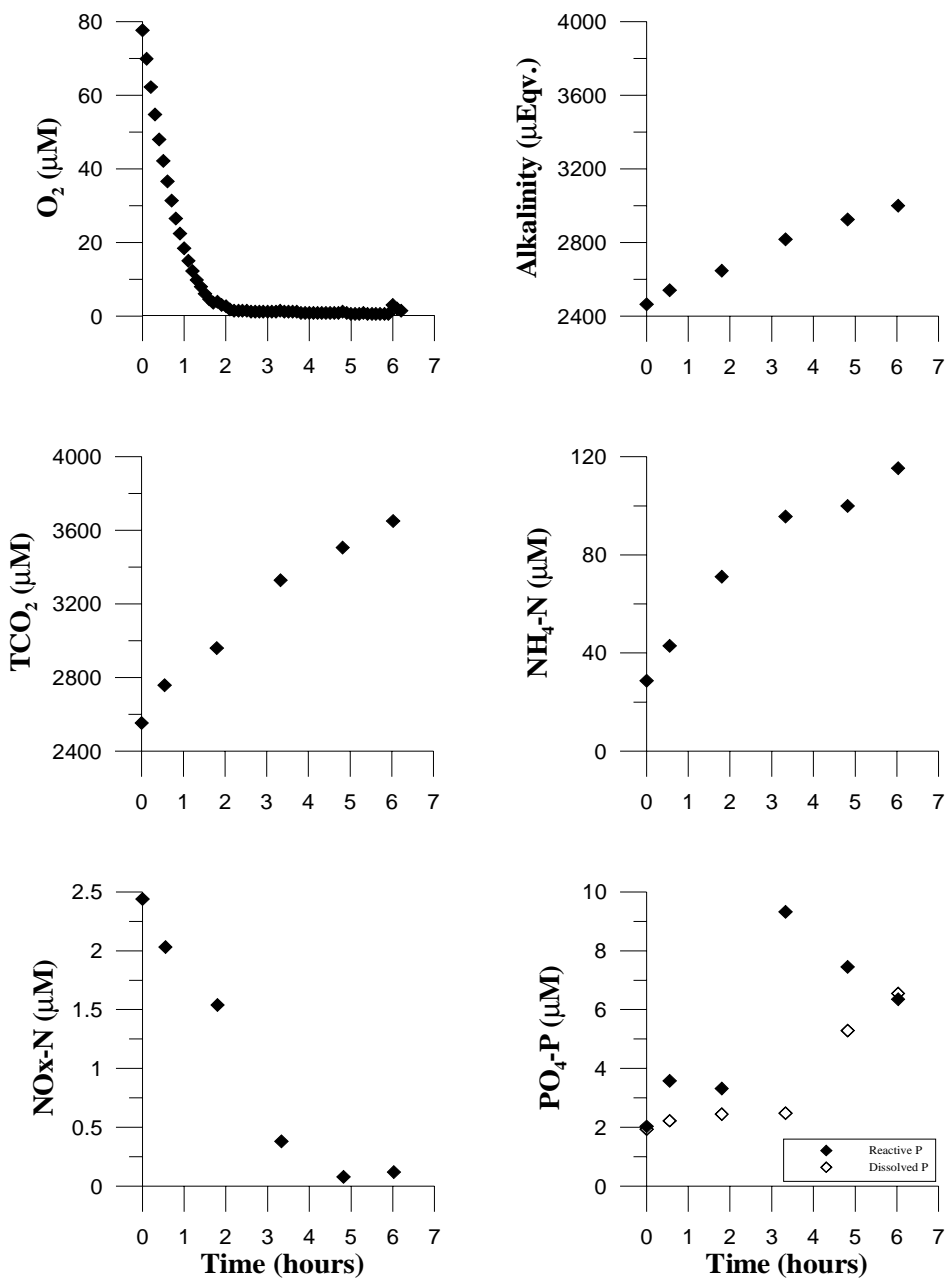 80
60
40
20
0
O₂ (μM)
0 1 2 3 4 5 6 7
4000
3600
3200
2800
2400
Alkalinity (μEqv.)
0 1 2 3 4 5 6 7
4000
3600
3200
2800
2400
TCO₂ (μM)
0 1 2 3 4 5 6 7
120
80
40
0
NH₄-N (μM)
0 1 2 3 4 5 6 7
2.5
2
1.5
1
0.5
0
NOx-N (μM)
0 1 2 3 4 5 6 7
Time (hours)
10
8
6
4
2
0
PO₄-P (μM)
Reactive P
Dissolved P
0 1 2 3 4 5 6 7
Time (hours)